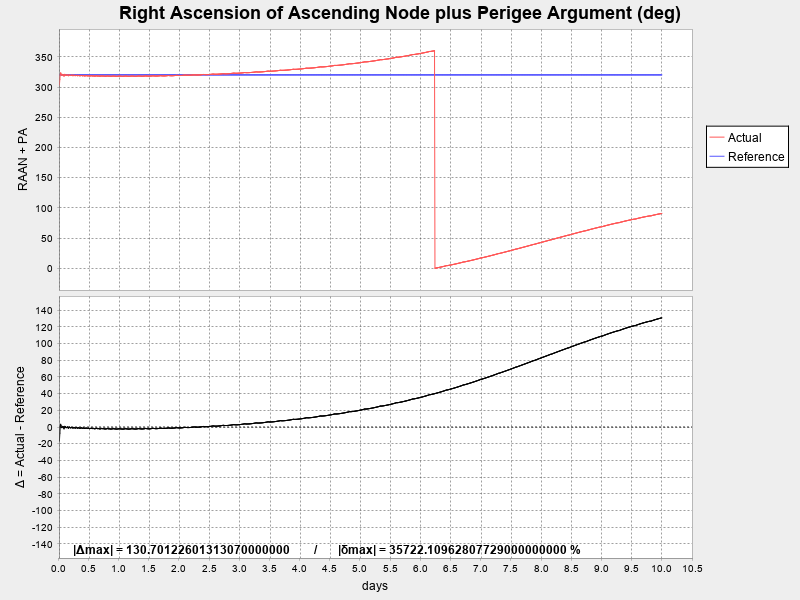 Right Ascension of Ascending Node plus Perigee Argument (deg)
RAAN + PA
350
300
250
200
150
100
50
0
Actual
Reference
Δ = Actual - Reference
140
120
100
80
60
40
20
0
-20
-40
-60
-80
-100
-120
-140
|Δmax| = 130.70122601313070000000 / |δmax| = 35722.10962807729000000000 %
0.0 0.5 1.0 1.5 2.0 2.5 3.0 3.5 4.0 4.5 5.0 5.5 6.0 6.5 7.0 7.5 8.0 8.5 9.0 9.5 10.0 10.5
days